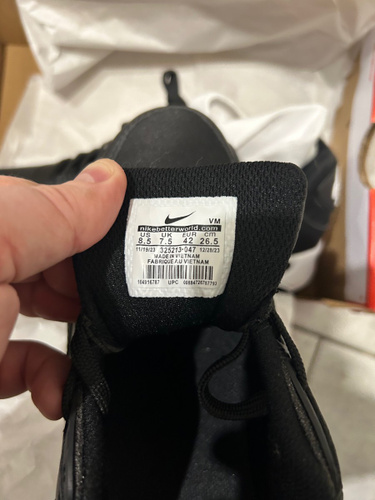 VM
nikebetterworld.com
US UK EUR cm
8.5 7.5 42 26.5
11/19/23 325213-047 12/28/23
MADE IN VIETNAM
FABRIQUE AU VIETNAM
UPC